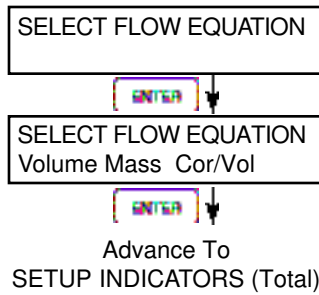 SELECT FLOW EQUATION
ENTER
SELECT FLOW EQUATION
Volume Mass Cor/Vol
ENTER
Advance To
SETUP INDICATORS (Total)